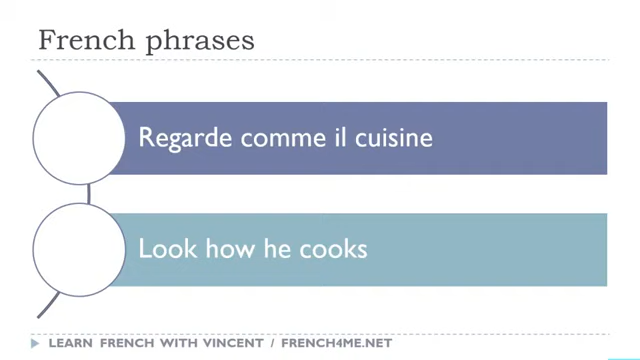 French phrases
Regarde comme il cuisine
Look how he cooks
LEARN FRENCH WITH VINCENT / FRENCH4ME.NET